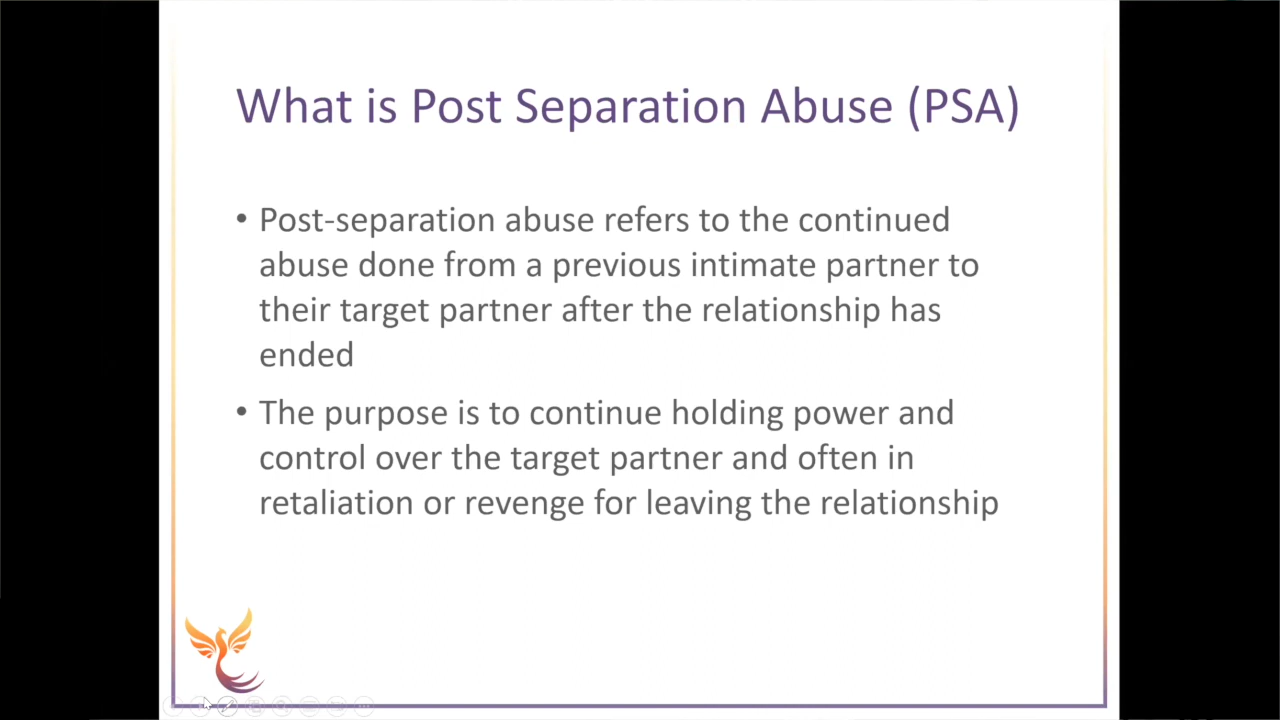 What is Post Separation Abuse (PSA)
• Post-separation abuse refers to the continued
abuse done from a previous intimate partner to
their target partner after the relationship has
ended
• The purpose is to continue holding power and
control over the target partner and often in
retaliation or revenge for leaving the relationship